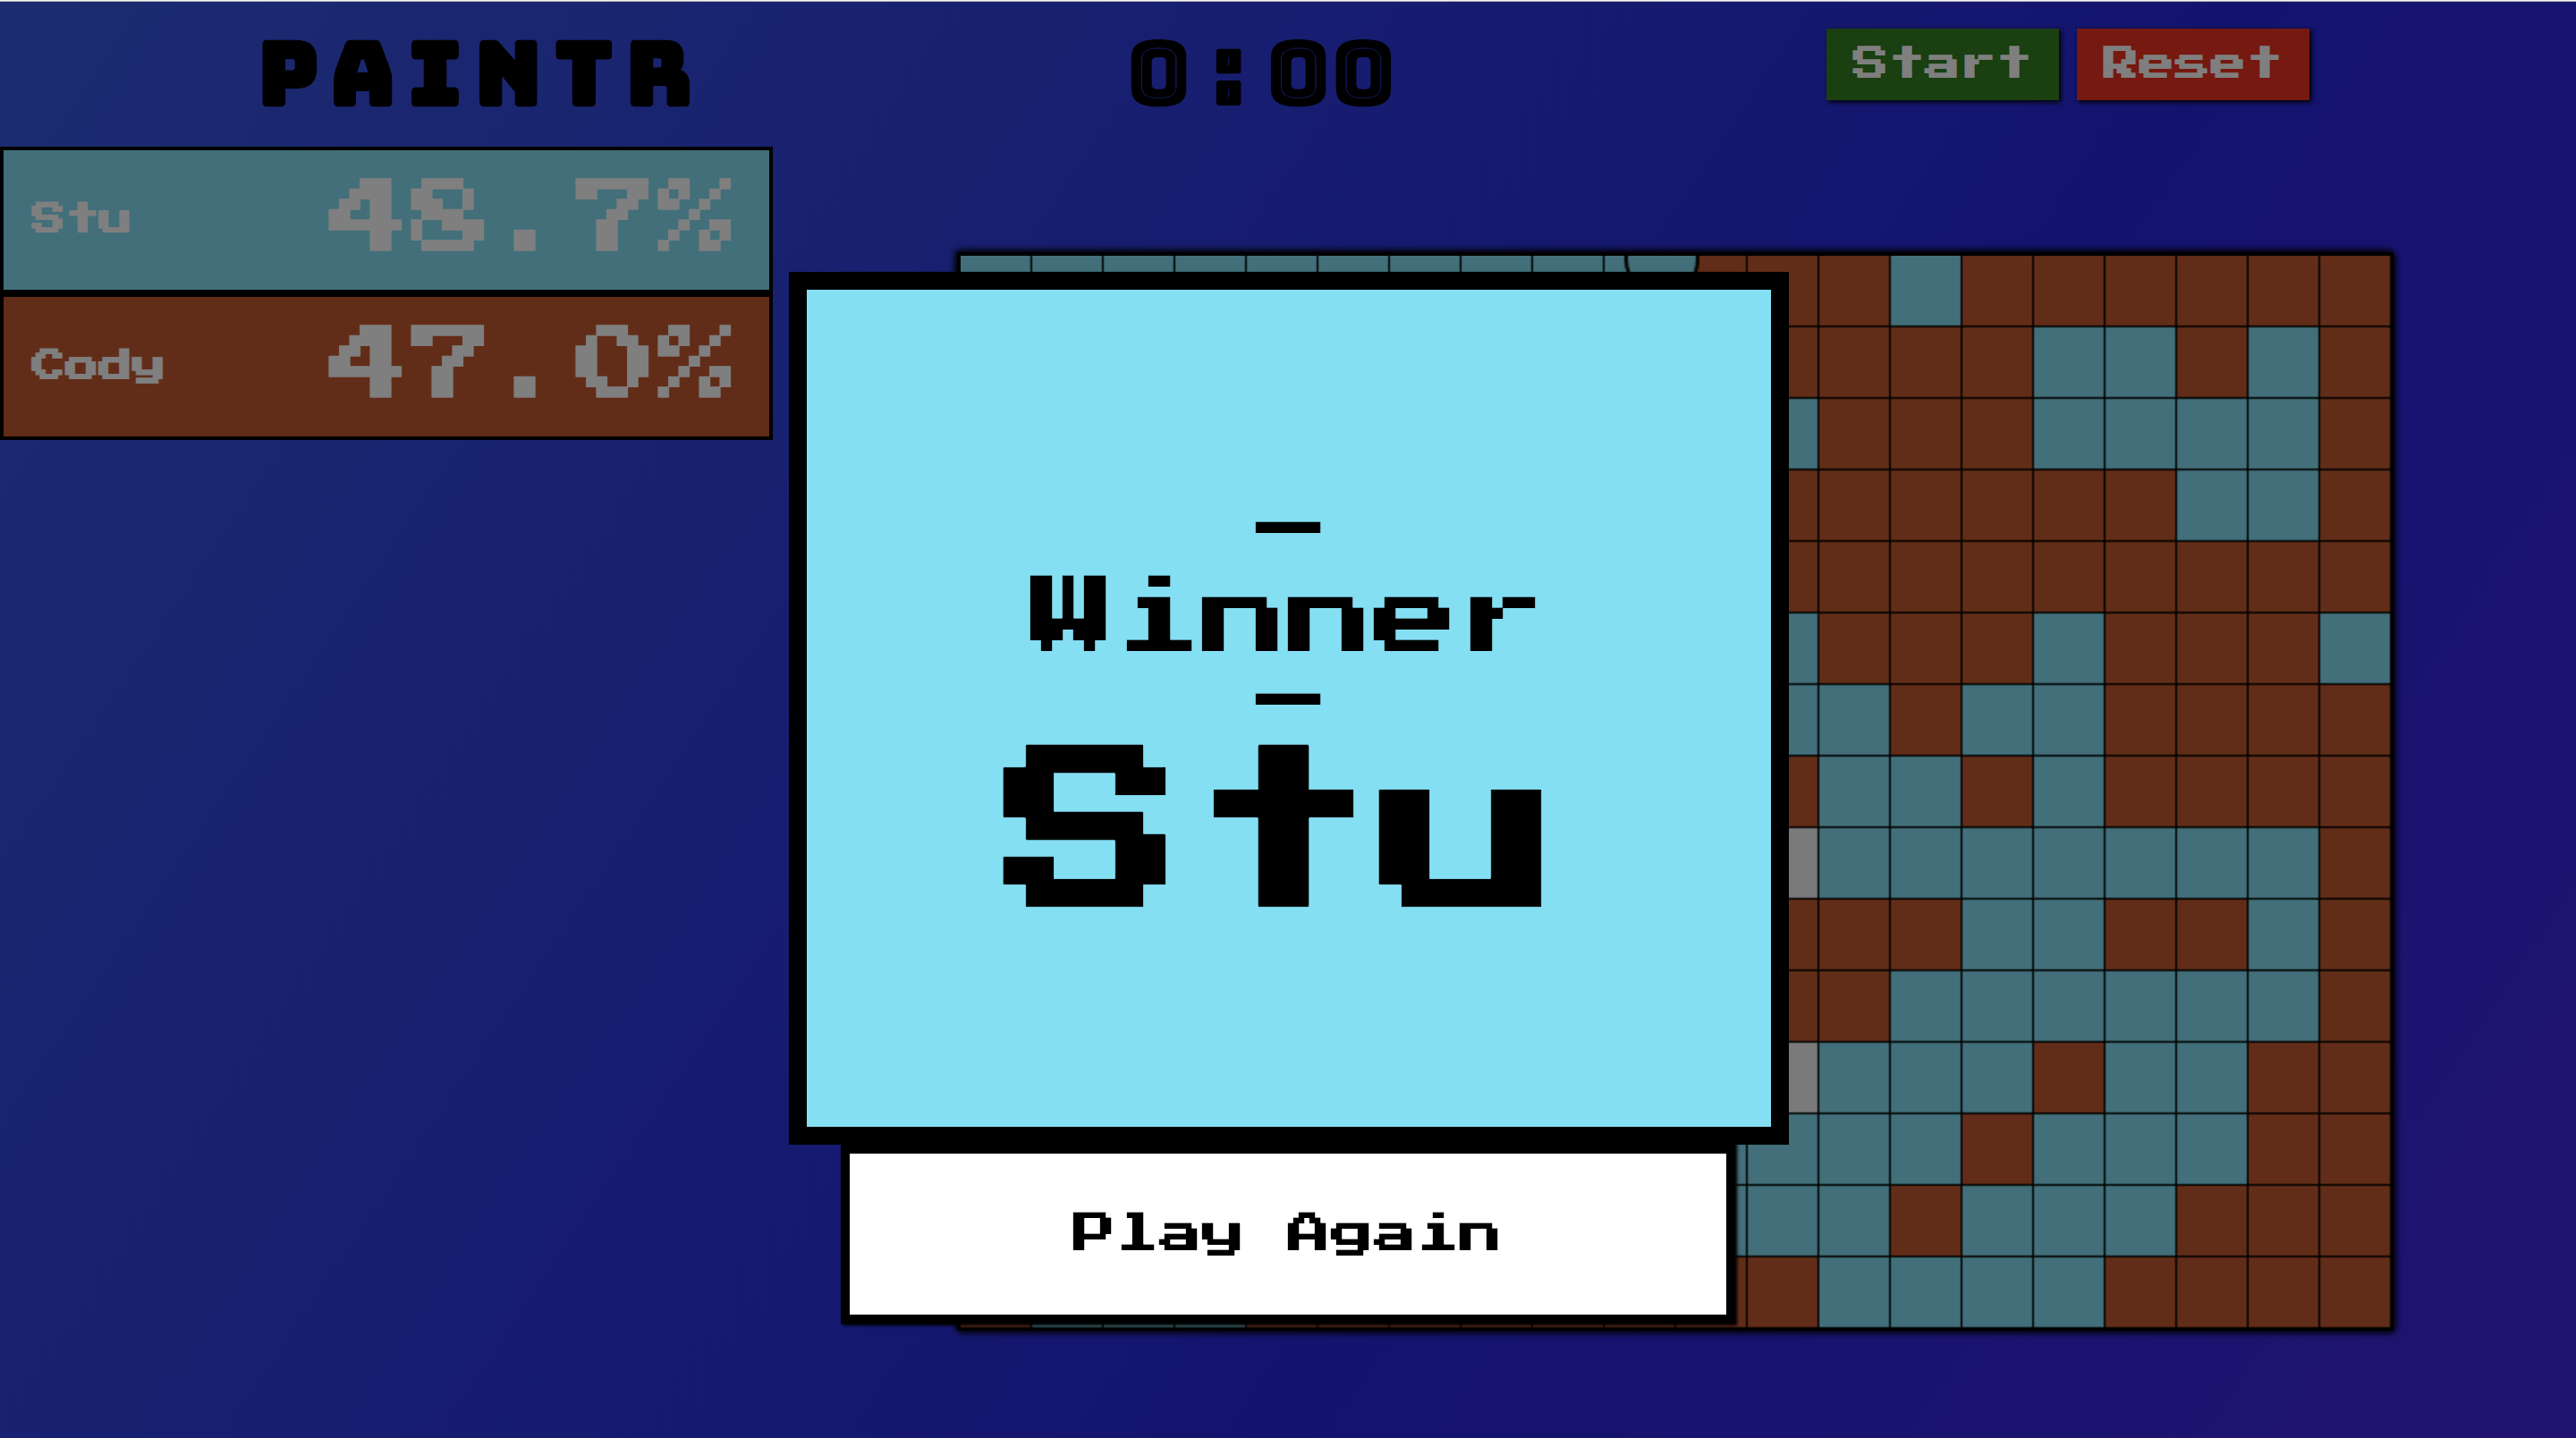 PAINTR
0:00
Start
Reset
Stu 48.7%
Cody 47.0%
—
Winner
—
Stu
Play Again